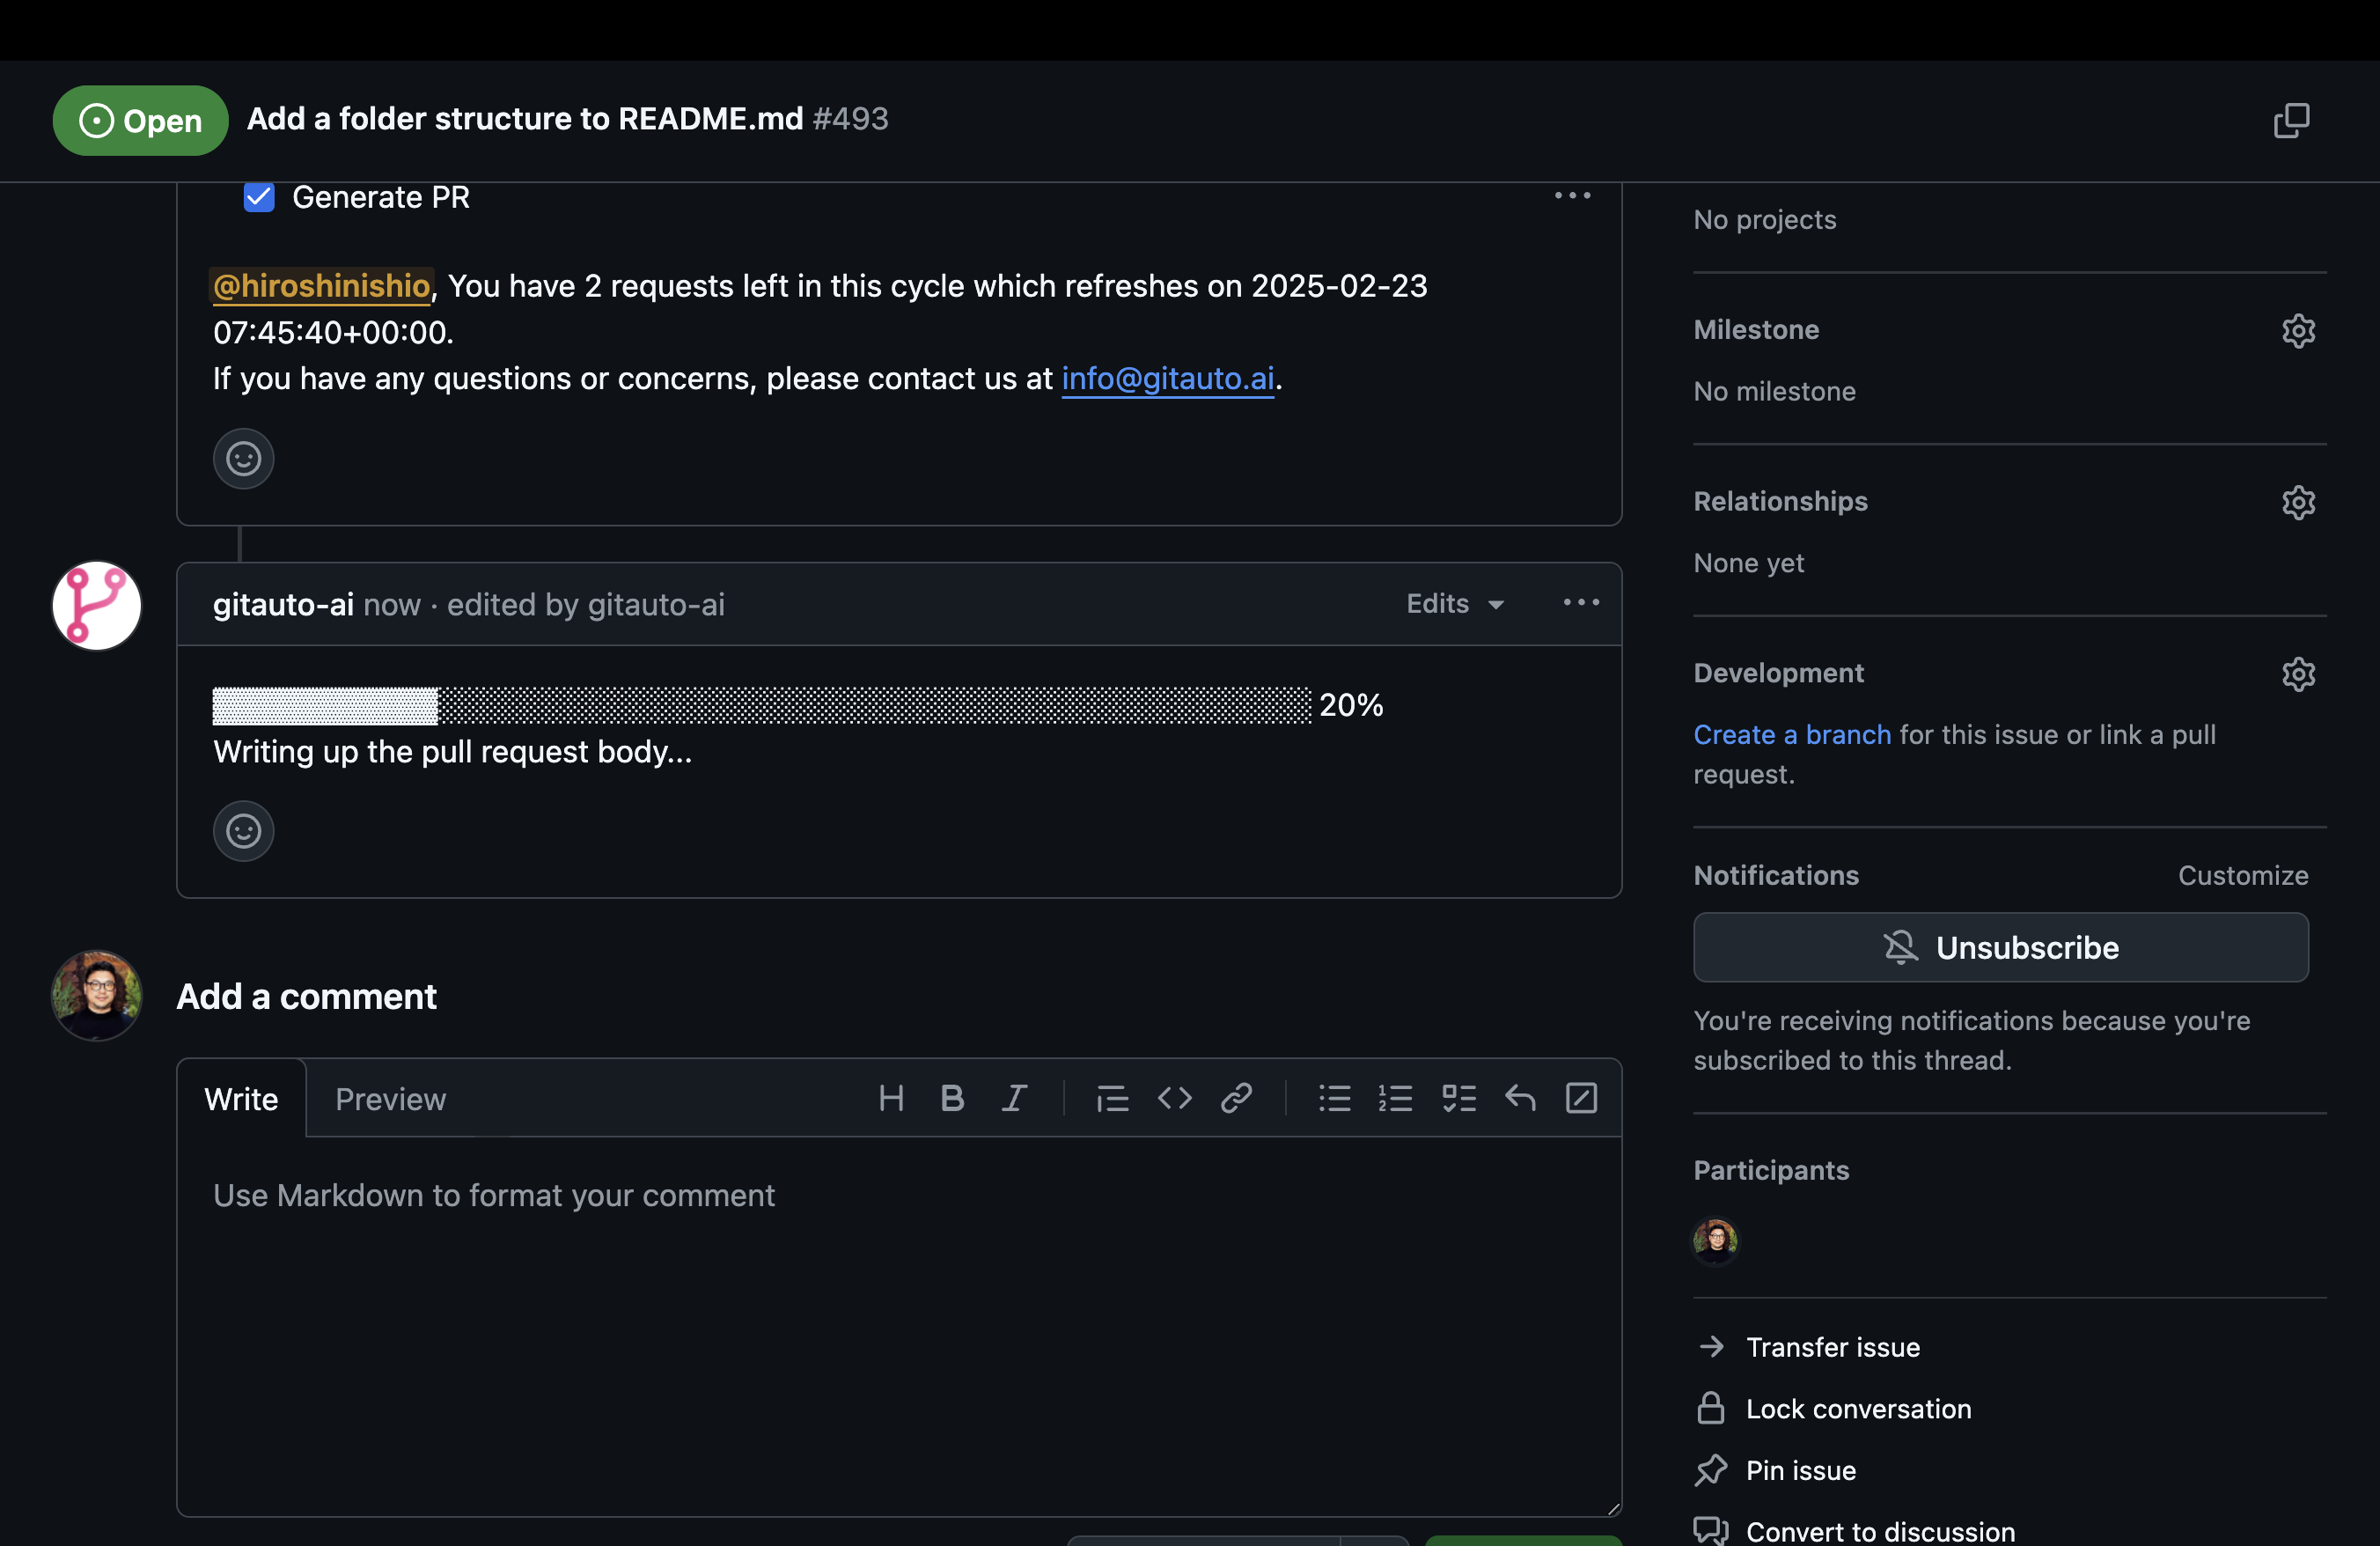 Open
Add a folder structure to README.md #493
Generate PR
@hiroshinishio, You have 2 requests left in this cycle which refreshes on 2025-02-23
07:45:40+00:00.
If you have any questions or concerns, please contact us at info@gitauto.ai.
gitauto-ai now · edited by gitauto-ai
Edits
20%
Writing up the pull request body...
Add a comment
Write
Preview
Use Markdown to format your comment
No projects
Milestone
No milestone
Relationships
None yet
Development
Create a branch for this issue or link a pull
request.
Notifications
Customize
Unsubscribe
You're receiving notifications because you're
subscribed to this thread.
Participants
Transfer issue
Lock conversation
Pin issue
Convert to discussion